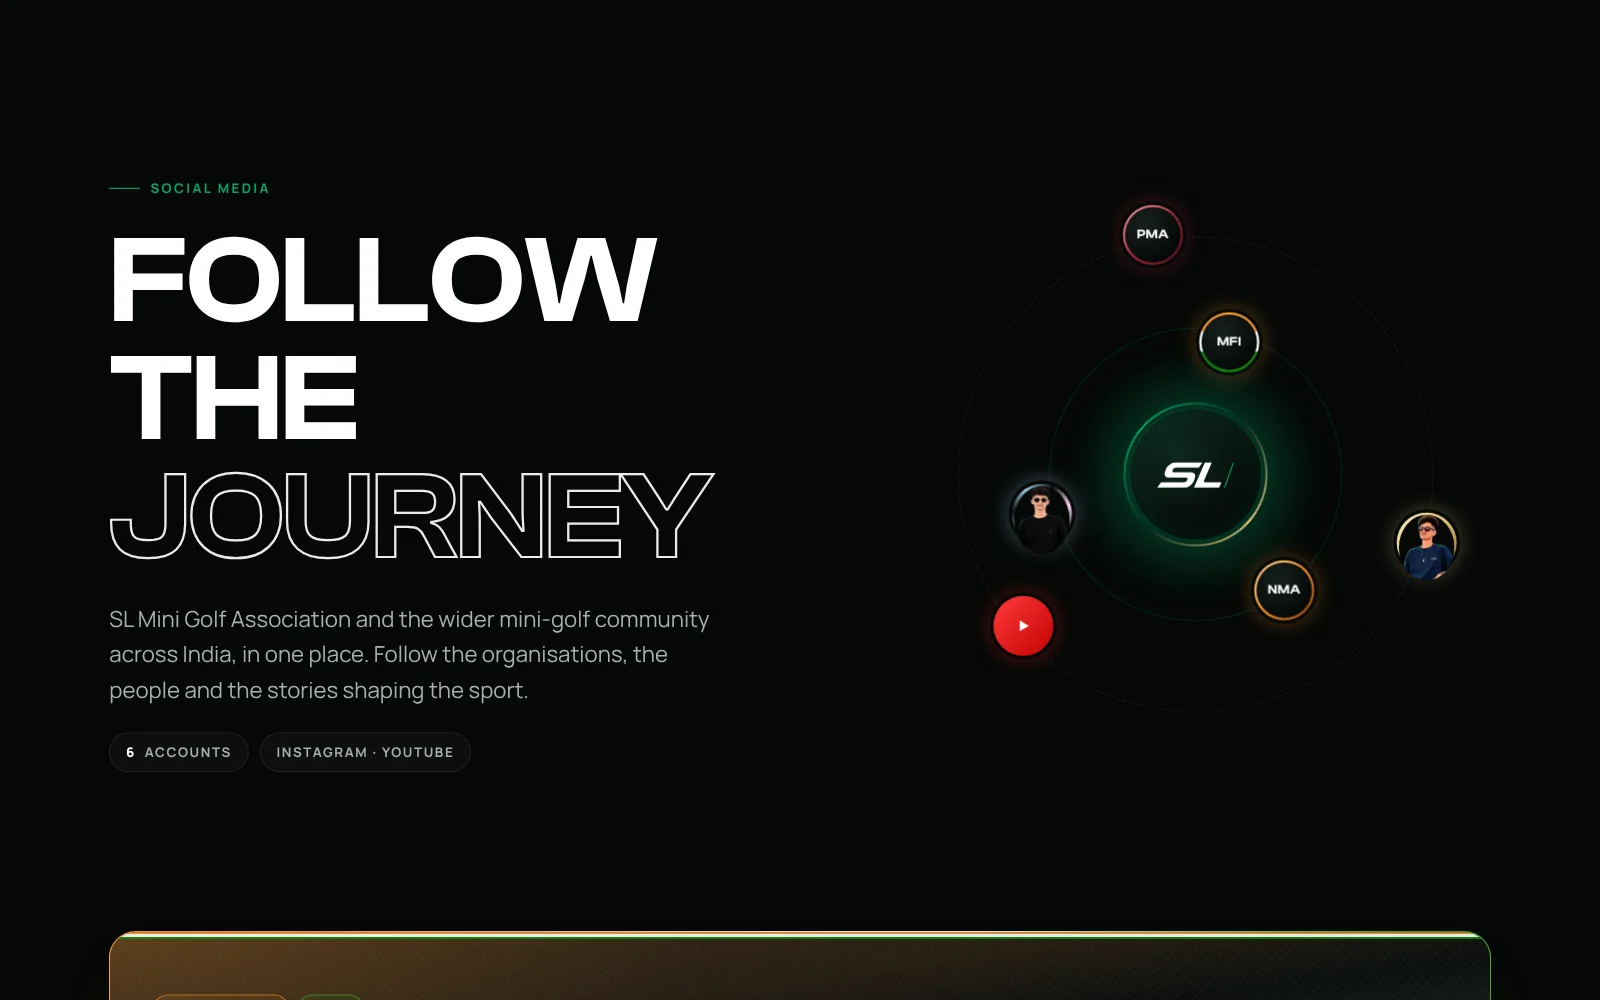 SOCIAL MEDIA
FOLLOW
THE
JOURNEY
SL Mini Golf Association and the wider mini-golf community
across India, in one place. Follow the organisations, the
people and the stories shaping the sport.
6 ACCOUNTS
INSTAGRAM · YOUTUBE
PMA
MFI
SL/
NMA